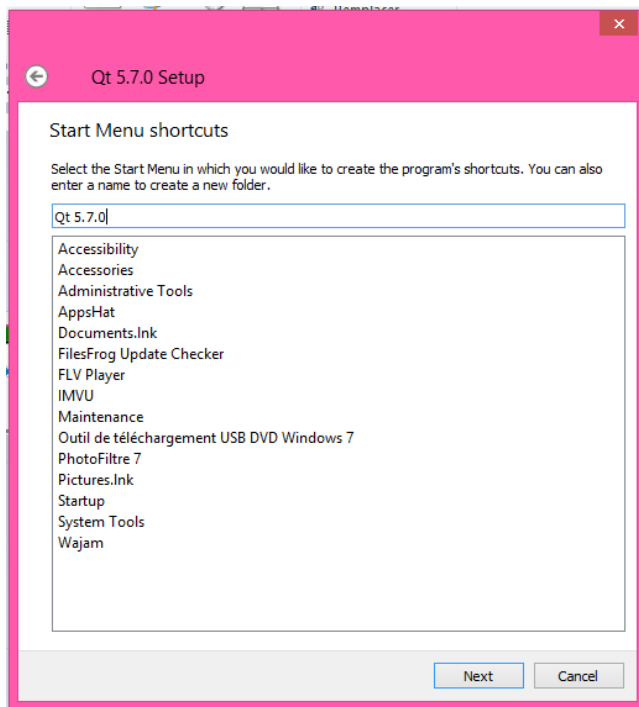 Remplacer
Qt 5.7.0 Setup
Start Menu shortcuts
Select the Start Menu in which you would like to create the program's shortcuts. You can also
enter a name to create a new folder.
Qt 5.7.0
Accessibility
Accessories
Administrative Tools
AppsHat
Documents.lnk
FilesFrog Update Checker
FLV Player
IMVU
Maintenance
Outil de téléchargement USB DVD Windows 7
PhotoFiltre 7
Pictures.lnk
Startup
System Tools
Wajam
Next
Cancel